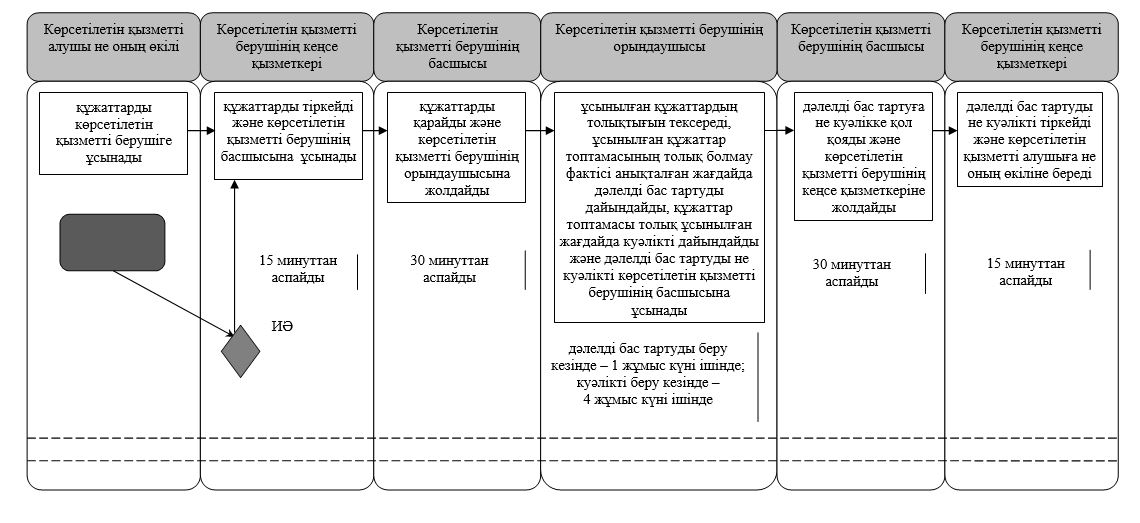 Көрсетілетін қызметті
алушы не оның өкілі
Көрсетілетін қызметті
берушінің кеңсе
қызметкері
Көрсетілетін
қызметті берушінің
басшысы
Көрсетілетін қызметті берушінің
орындаушысы
Көрсетілетін қызметті
берушінің басшысы
Көрсетілетін қызметті
берушінің кеңсе
қызметкері
құжаттарды
көрсетілетін
қызметті берушіге
ұсынады
құжаттарды тіркейді
және көрсетілетін
қызметті берушінің
басшысына ұсынады
құжаттарды
қарайды және
көрсетілетін
қызметті берушінің
орындаушысына
жолдайды
ұсынылған құжаттардың
толықтығын тексереді,
ұсынылған құжаттар
топтамасының толық болмау
фактісі анықталған жағдайда
дәлелді бас тартуды
дайындайды, құжаттар
топтамасы толық ұсынылған
жағдайда куәлікті дайындайды
және дәлелді бас тартуды не
куәлікті көрсетілетін қызметті
берушінің басшысына
ұсынады
дәлелді бас тартуға
не куәлікке қол
қояды және
көрсетілетін
қызметті берушінің
кеңсе қызметкеріне
жолдайды
дәлелді бас тартуды
не куәлікті тіркейді
және көрсетілетін
қызметті алушыға не
оның өкіліне береді
15 минуттан
аспайды
30 минуттан
аспайды
30 минуттан
аспайды
15 минуттан
аспайды
ИӘ
дәлелді бас тартуды беру
кезінде – 1 жұмыс күні ішінде;
куәлікті беру кезінде –
4 жұмыс күні ішінде